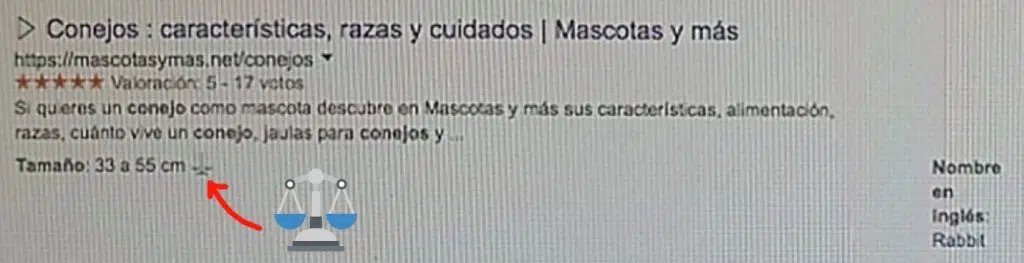 ▷ Conejos : características, razas y cuidados | Mascotas y más
https://mascotasymas.net/conejos ▼
★★★★★ Valoración: 5 - 17 votos
Si quieres un conejo como mascota descubre en Mascotas y más sus características, alimentación,
razas, cuánto vive un conejo, jaulas para conejos y ...
Tamaño: 33 a 55 cm
Nombre
en
inglés:
Rabbit